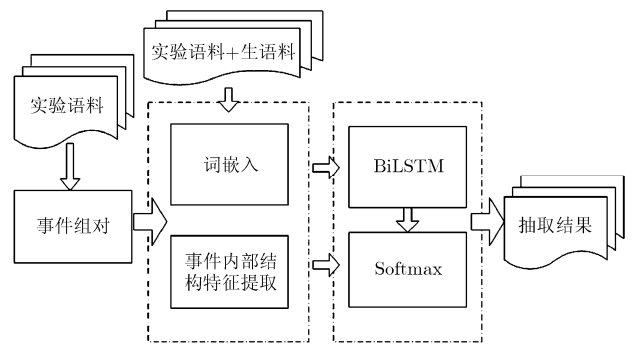 实验语料+生语料
实验语料
词嵌入
BiLSTM
事件组对
抽取结果
事件内部结
构特征提取
Softmax